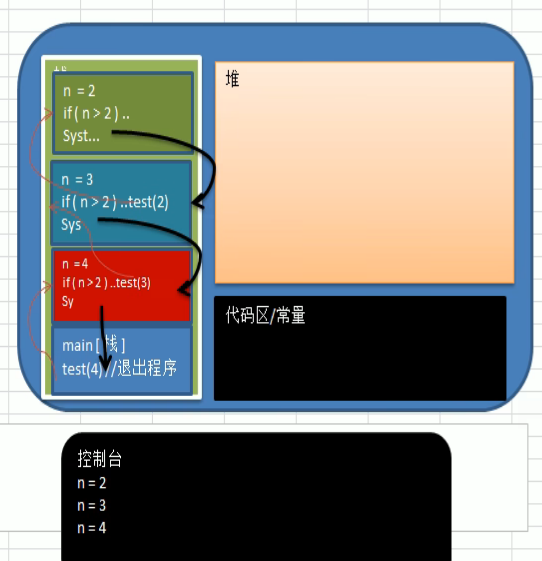 n = 2
if ( n > 2 ) ..
Syst...
n = 3
if ( n > 2 ) ..test(2)
Sys
n =4
if ( n > 2 ) ..test(3)
Sy
main [ 栈 ]
test(4) //退出程序
堆
代码区/常量
控制台
n = 2
n = 3
n = 4